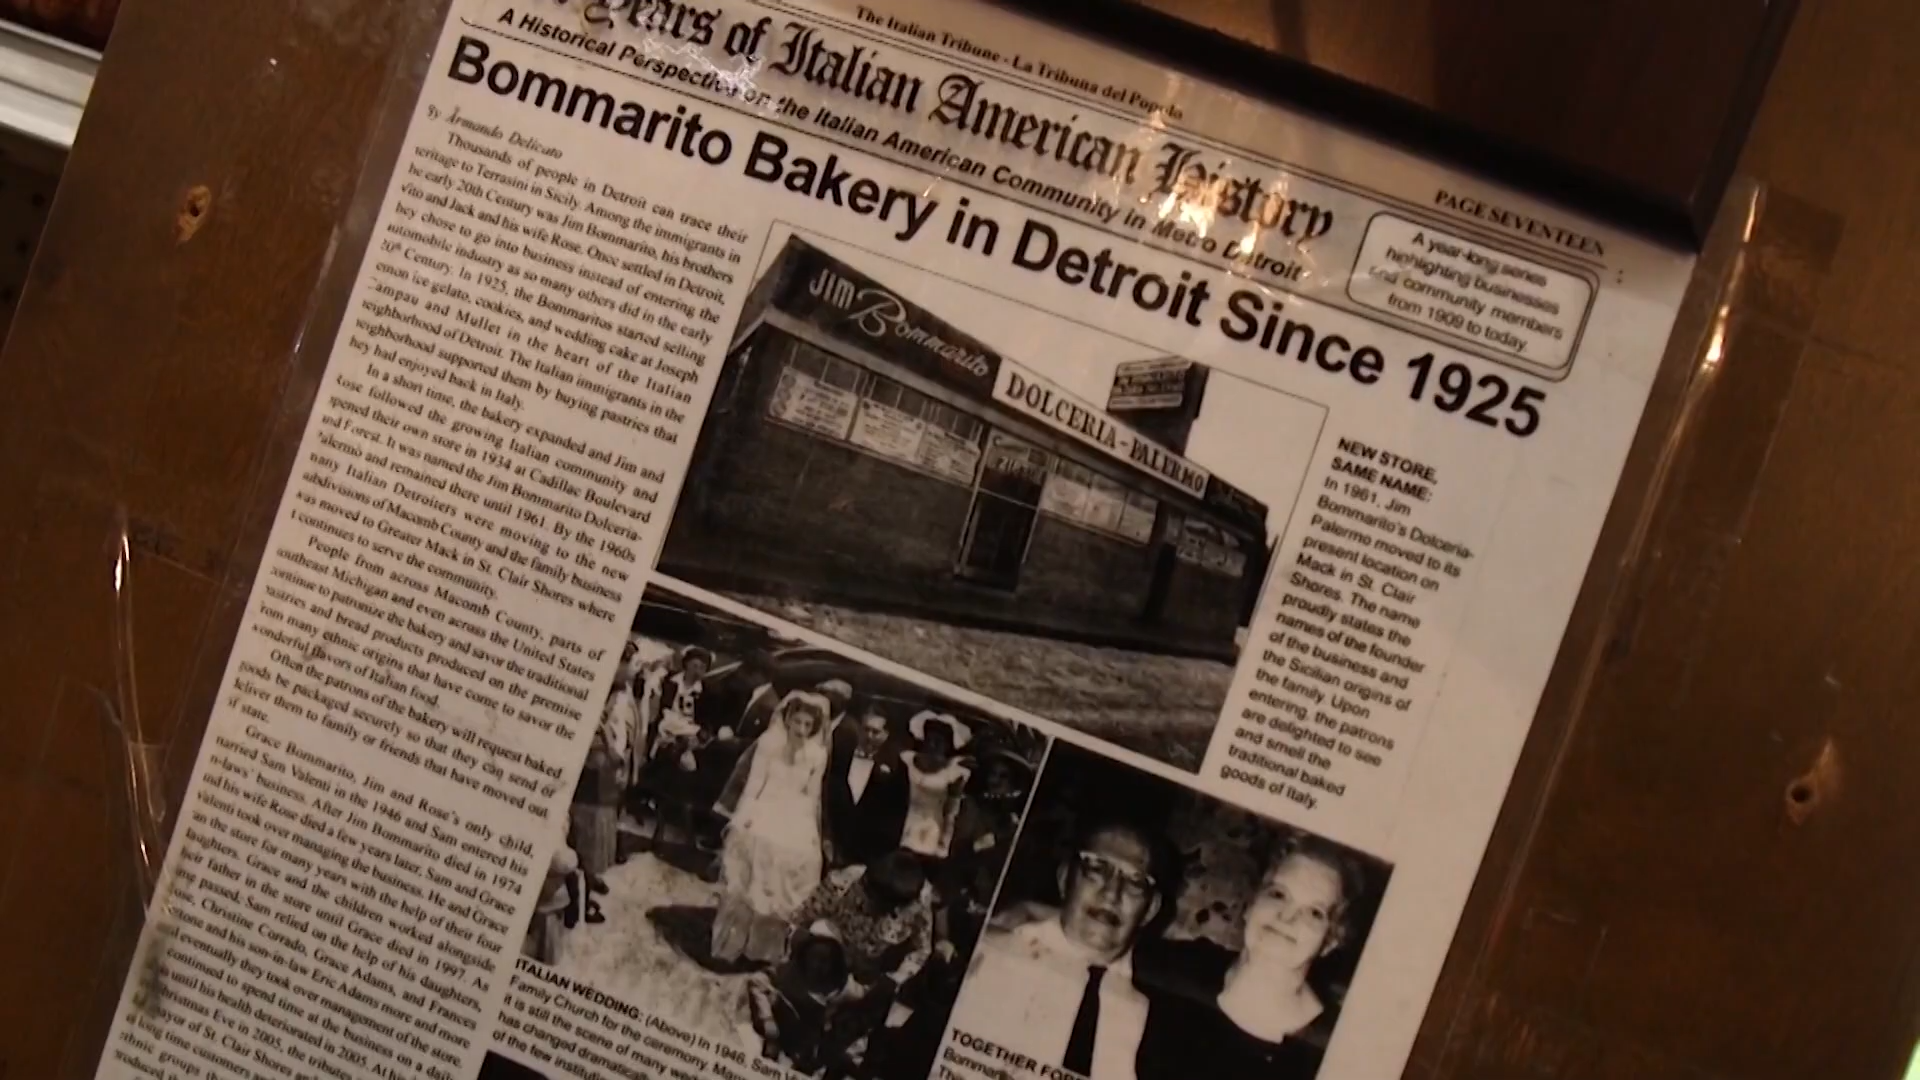 The Italian Tribune - La Tribuna del Popolo
Years of Italian American History
PAGE SEVENTEEN
A Historical Perspective on the Italian American Community in Metro Detroit
A year-long series
highlighting businesses
and community members
from 1909 to today
Bommarito Bakery in Detroit Since 1925
By Armando Delicato
Thousands of people in Detroit can trace their
eritage to Terrasini in Sicily. Among the immigrants in
he early 20th Century was Jim Bommarito, his brothers
Vito and Jack and his wife Rose. Once settled in Detroit,
hey chose to go into business instead of entering the
automobile industry as so many others did in the early
20th Century. In 1925, the Bommaritos started selling
emon ice gelato, cookies, and wedding cake at Joseph
Campau and Mullet in the heart of the Italian
neighborhood of Detroit. The Italian immigrants in the
neighborhood supported them by buying pastries that
hey had enjoyed back in Italy.
In a short time, the bakery expanded and Jim and
Rose followed the growing Italian community and
opened their own store in 1934 at Cadillac Boulevard
and Forest. It was named the Jim Bommarito Dolceria-
Palermo and remained there until 1961. By the 1960s
many Italian Detroiters were moving to the new
subdivisions of Macomb County and the family business
was moved to Greater Mack in St. Clair Shores where
t continues to serve the community.
People from across Macomb County, parts of
southeast Michigan and even across the United States
continue to patronize the bakery and savor the traditional
pastries and bread products produced on the premise
from many ethnic origins that have come to savor the
wonderful flavors of Italian food.
Often the patrons of the bakery will request baked
goods be packaged securely so that they can send or
deliver them to family or friends that have moved out
of state.
Grace Bommarito, Jim and Rose's only child,
married Sam Valenti in the 1946 and Sam entered his
n-laws' business. After Jim Bommarito died in 1974
and his wife Rose died a few years later, Sam and Grace
Valenti took over managing the business. He and Grace
ran the store for many years with the help of their four
daughters. Grace and the children worked alongside
their father in the store until Grace died in 1997. As
time passed, Sam relied on the help of his daughters,
Rose, Christine Corrado, Grace Adams, and Frances
and his son-in-law Eric Adams more and more
eventually they took over management of the store.
continued to spend time at the business on a daily
until his health deteriorated in 2005. At his
Christmas Eve in 2005, the tributes
mayor of St. Clair Shores
long time customers
ethnic groups
JIM Bommarito
DOLCERIA-PALERMO
NEW STORE,
SAME NAME:
In 1961, Jim
Bommarito's Dolceria-
Palermo moved to its
present location on
Mack in St. Clair
Shores. The name
proudly states the
names of the founder
of the business and
the Sicilian origins of
the family. Upon
entering, the patrons
are delighted to see
and smell the
traditional baked
goods of Italy.
ITALIAN WEDDING: (Above) In 1946, Sam
Family Church for the ceremony. Many
it is still the scene of many
has changed dramatically
of the few
TOGETHER